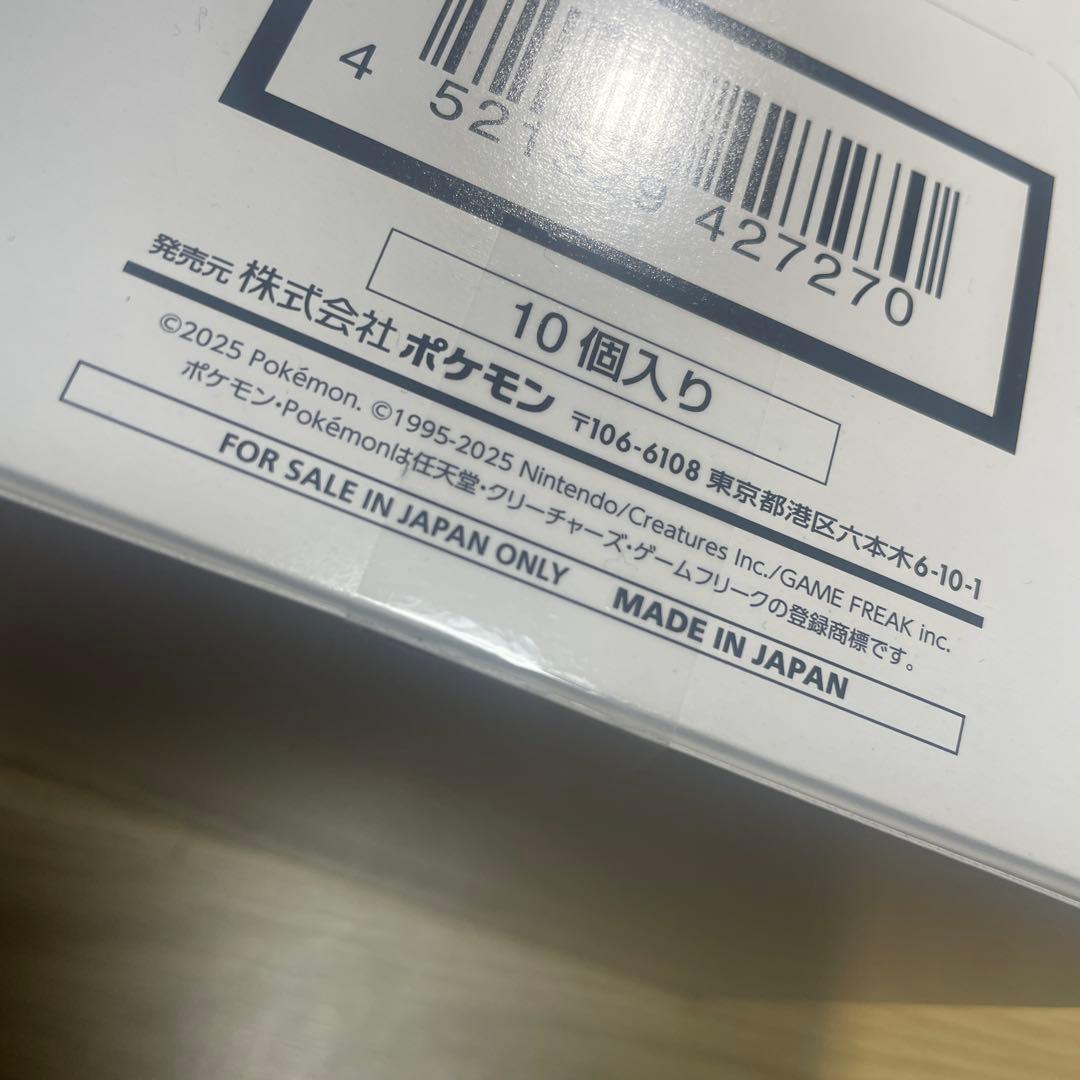 4 521 9 427270
10個入り
発売元 株式会社ポケモン 〒106-6108 東京都港区六本木6-10-1
©2025 Pokémon. ©1995-2025 Nintendo/Creatures Inc./GAME FREAK inc.
ポケモン・Pokémonは任天堂・クリーチャーズ・ゲームフリークの登録商標です。
FOR SALE IN JAPAN ONLY MADE IN JAPAN